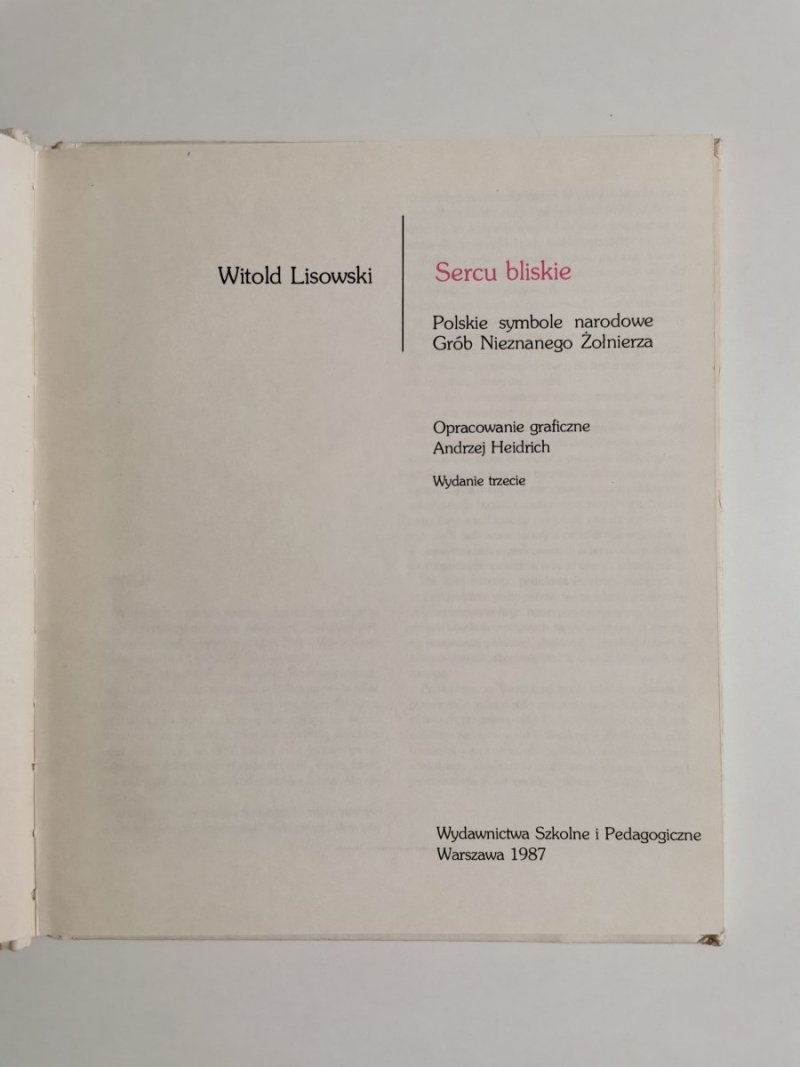 Witold Lisowski
Sercu bliskie
Polskie symbole narodowe
Grób Nieznanego Żołnierza
Opracowanie graficzne
Andrzej Heidrich
Wydanie trzecie
Wydawnictwa Szkolne i Pedagogiczne
Warszawa 1987